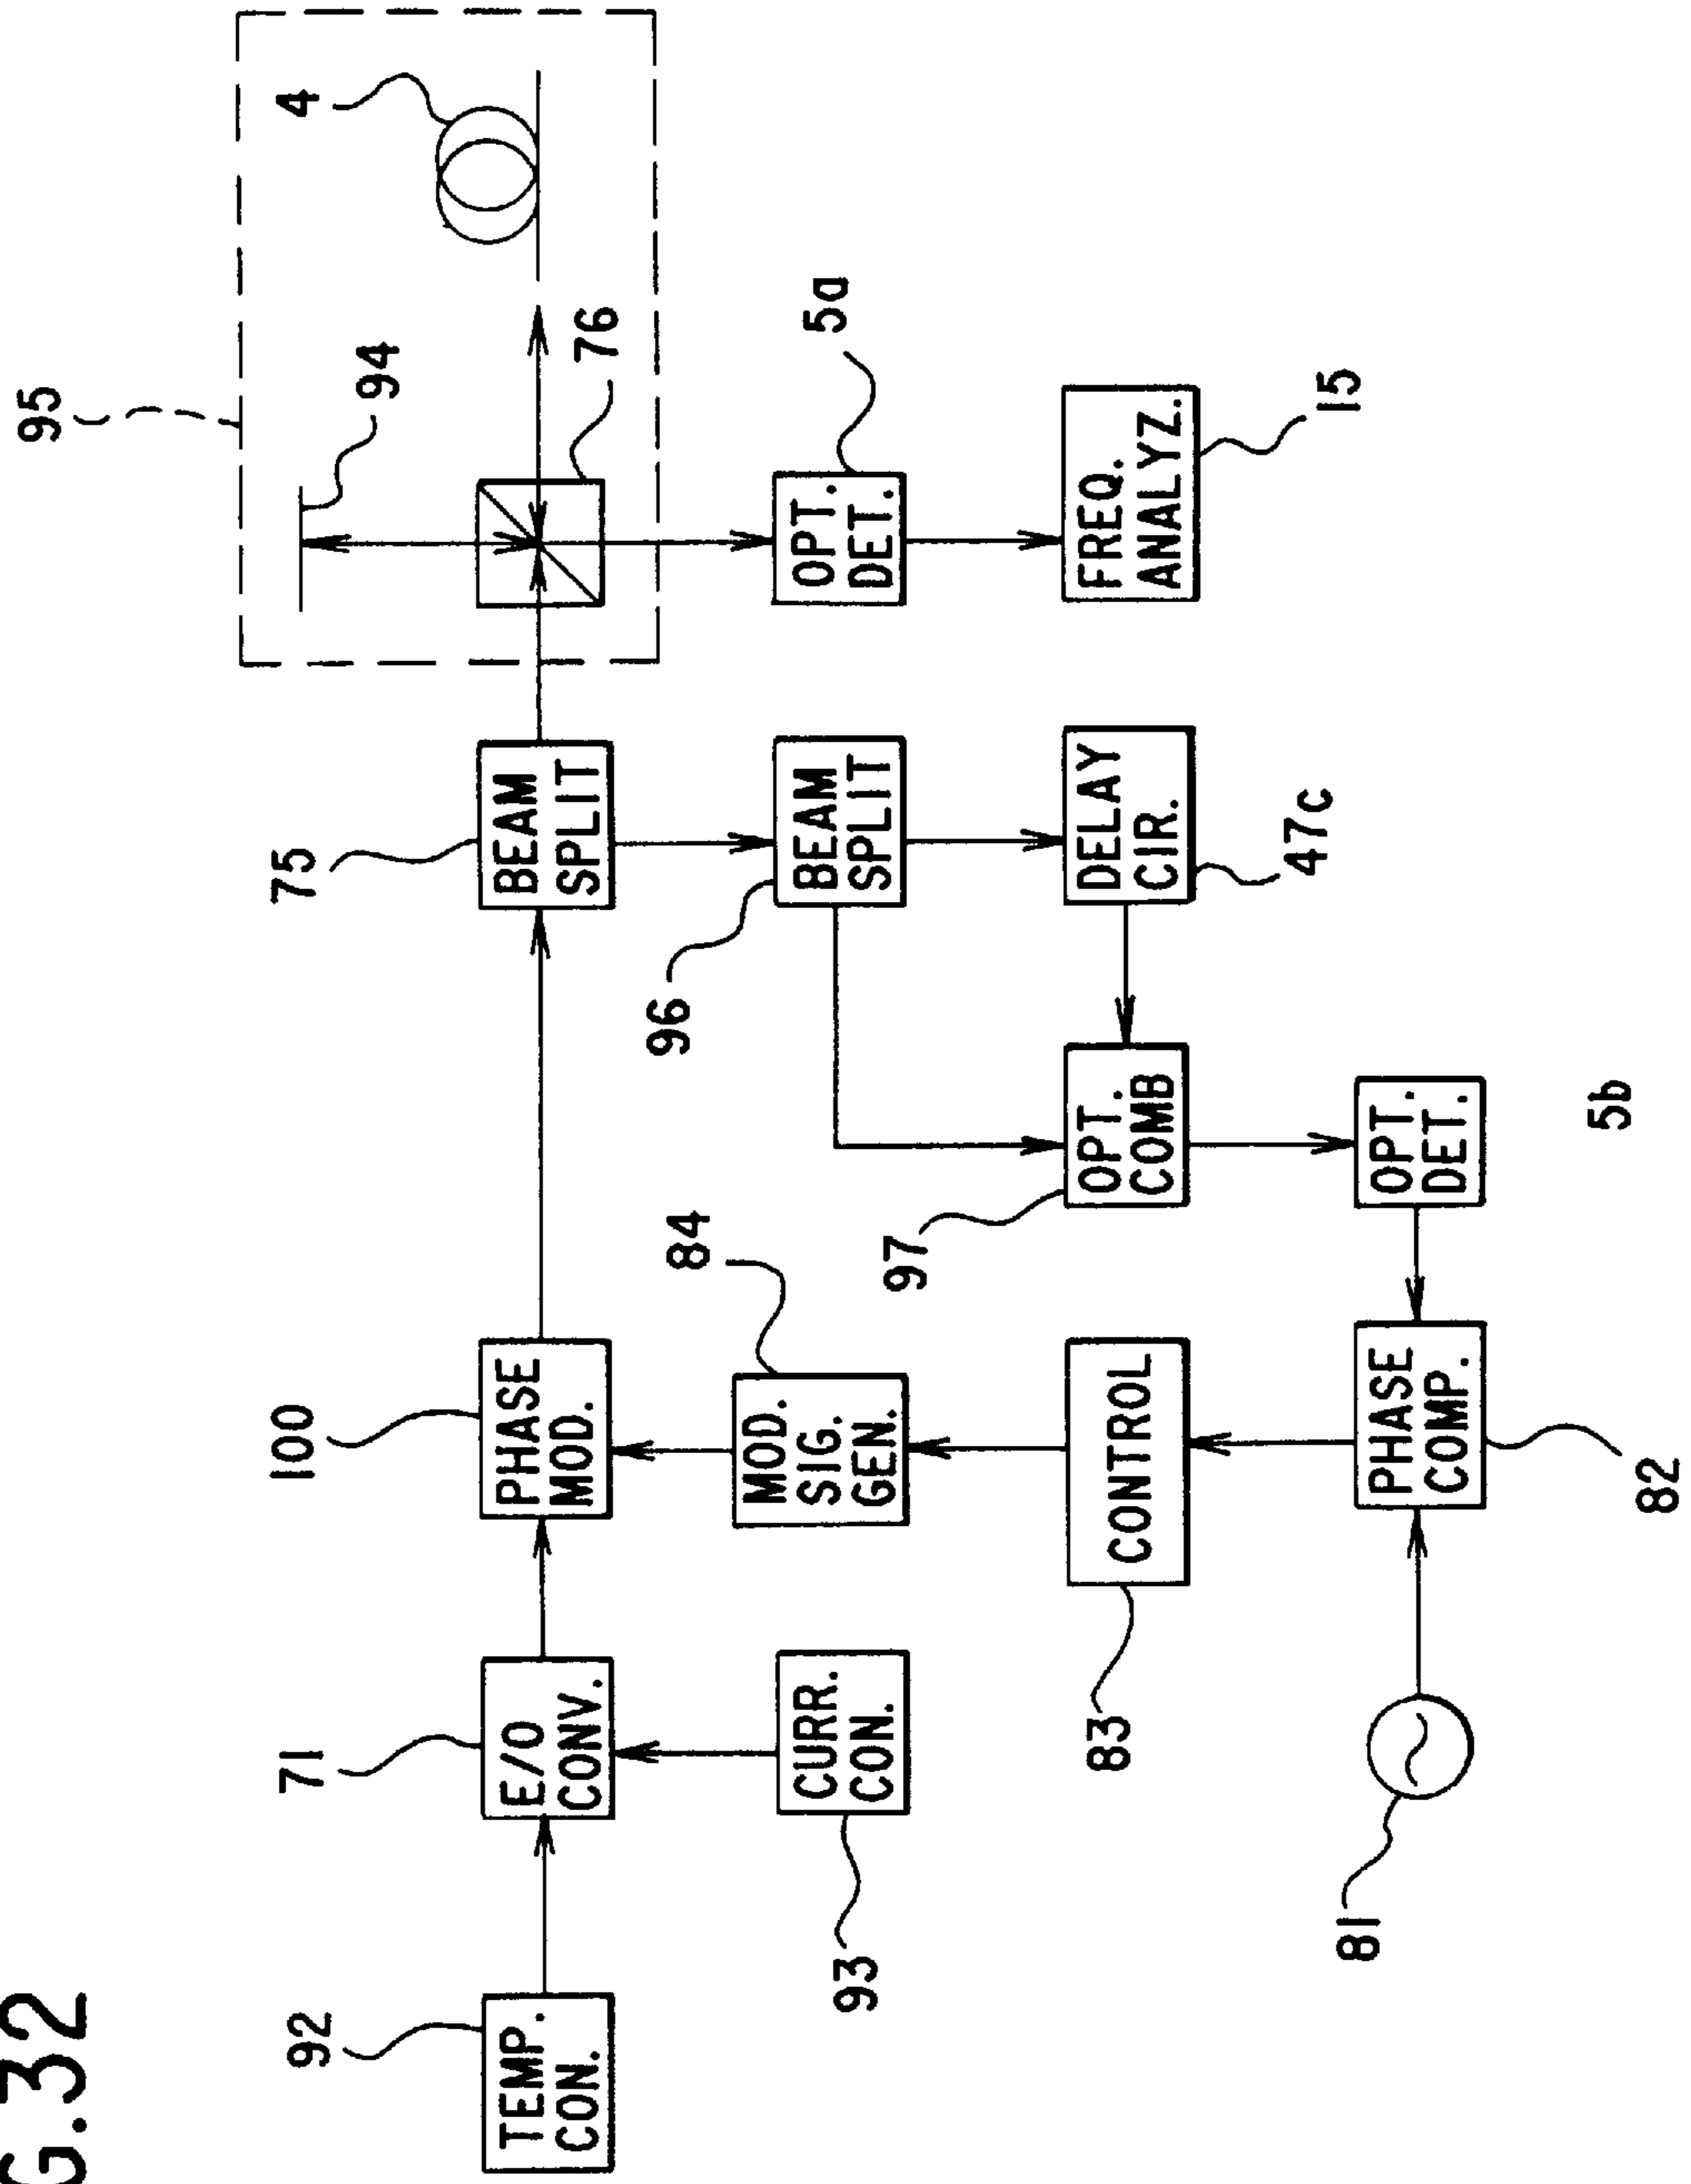 G.32
92
TEMP.
CON.
71
E/O
CONV.
93
CURR.
CON.
100
PHASE
MOD.
84
MOD.
SIG.
GEN.
83
CONTROL
81
82
PHASE
COMP.
75
BEAM
SPLIT
96
BEAM
SPLIT
47c
DELAY
CIR.
97
OPT.
COMB
OPT.
DET.
5b
95
94
4
76
5a
OPT.
DET.
FREQ.
ANALYZ.
15